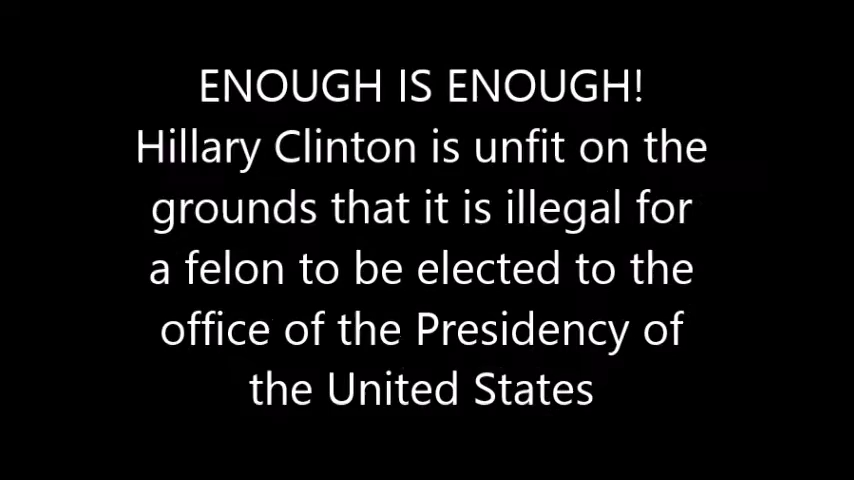 ENOUGH IS ENOUGH!
Hillary Clinton is unfit on the
grounds that it is illegal for
a felon to be elected to the
office of the Presidency of
the United States